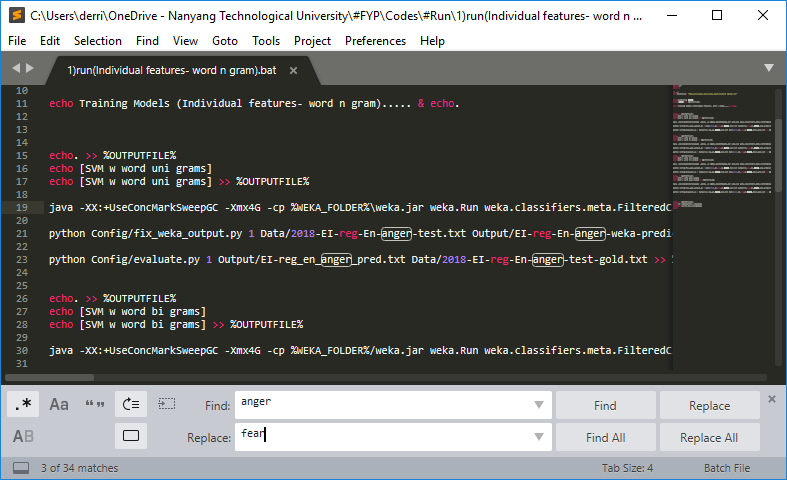 C:\Users\derri\OneDrive - Nanyang Technological University\#FYP\Codes\#Run\1)run(Individual features- word n ...
File Edit Selection Find View Goto Tools Project Preferences Help
1)run(Individual features- word n gram).bat
10
11 echo Training Models (Individual features- word n gram)..... & echo.
12
13
14
15 echo. >> %OUTPUTFILE%
16 echo [SVM w word uni grams]
17 echo [SVM w word uni grams] >> %OUTPUTFILE%
18
19 java -XX:+UseConcMarkSweepGC -Xmx4G -cp %WEKA_FOLDER%\weka.jar weka.Run weka.classifiers.meta.FilteredC
20
21 python Config/fix_weka_output.py 1 Data/2018-EI-reg-En-anger-test.txt Output/EI-reg-En-anger-weka-predi
22
23 python Config/evaluate.py 1 Output/EI-reg_en_anger_pred.txt Data/2018-EI-reg-En-anger-test-gold.txt >>
24
25
26 echo. >> %OUTPUTFILE%
27 echo [SVM w word bi grams]
28 echo [SVM w word bi grams] >> %OUTPUTFILE%
29
30 java -XX:+UseConcMarkSweepGC -Xmx4G -cp %WEKA_FOLDER%/weka.jar weka.Run weka.classifiers.meta.FilteredC
31
.* Aa “” Find: anger Find Replace
AB Replace: fear Find All Replace All
3 of 34 matches Tab Size: 4 Batch File